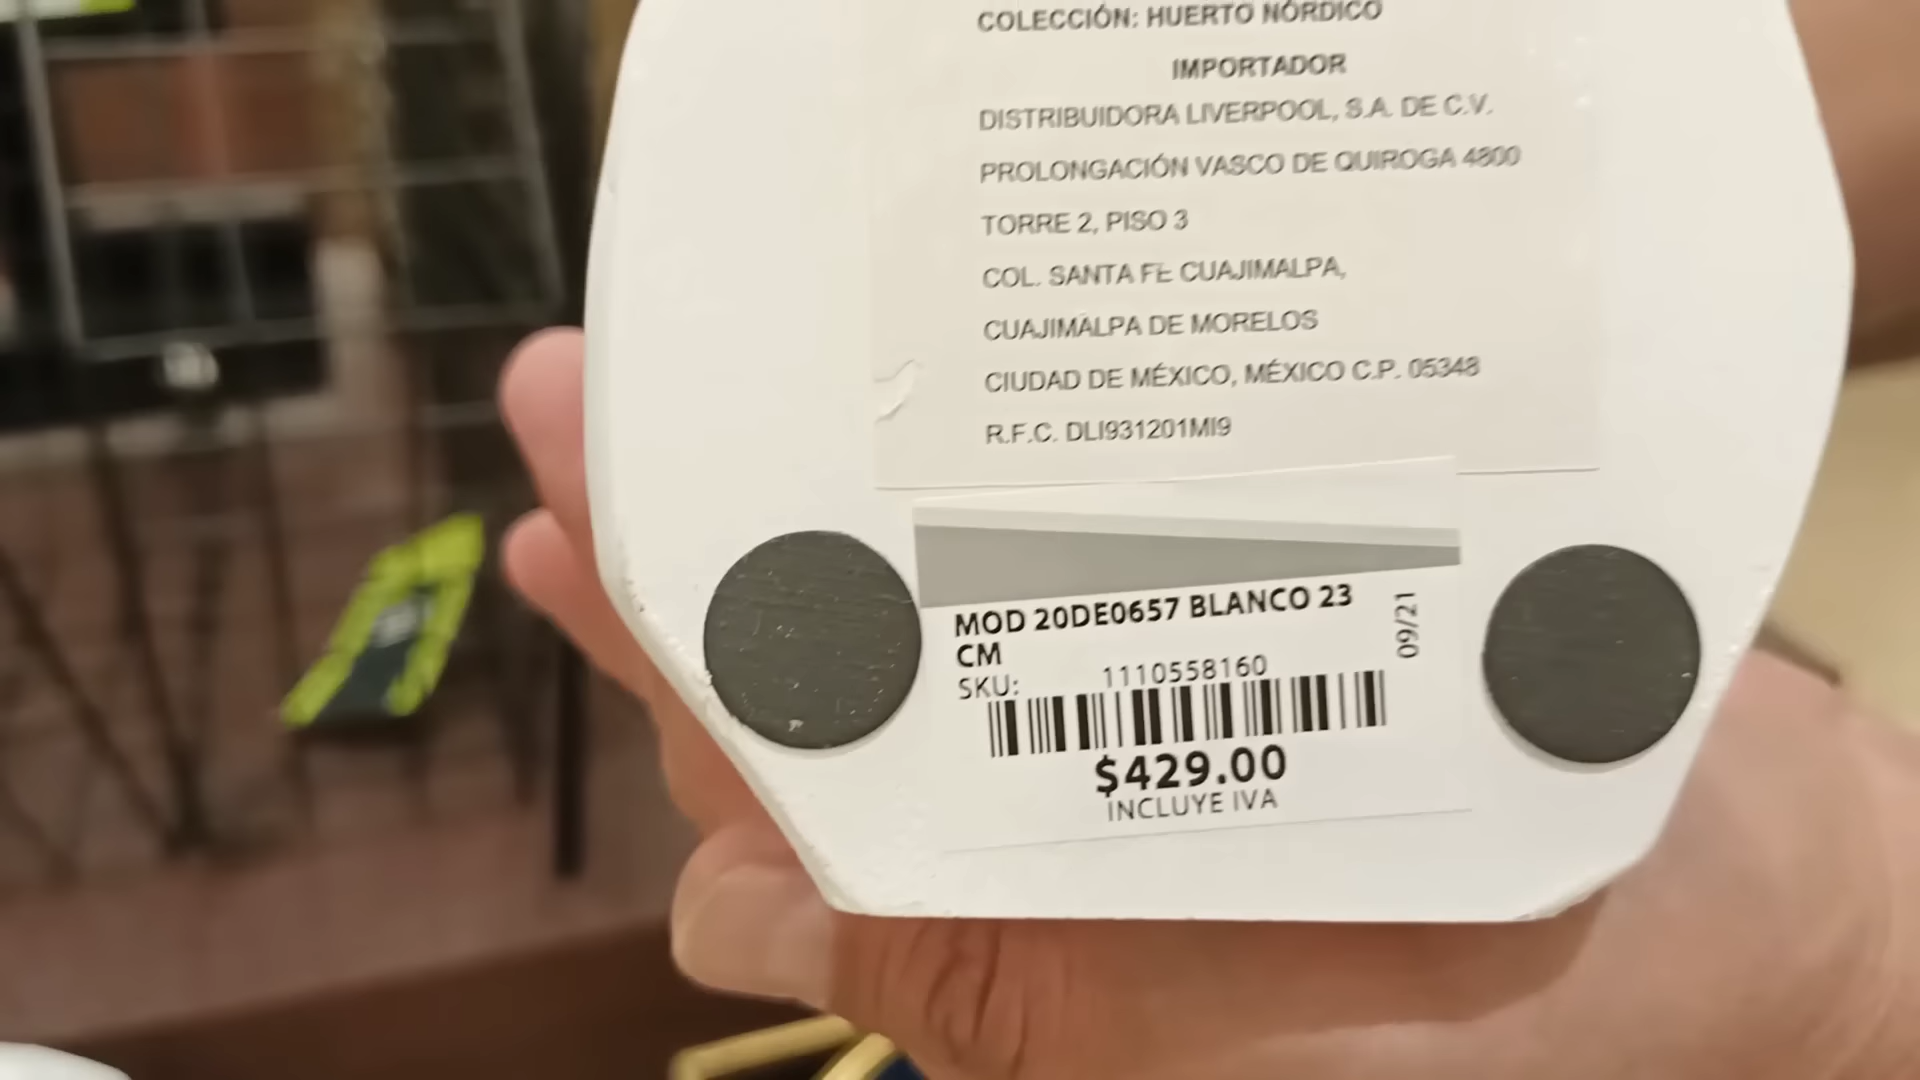 COLECCIÓN: HUERTO NÓRDICO
IMPORTADOR
DISTRIBUIDORA LIVERPOOL, S.A. DE C.V.
PROLONGACIÓN VASCO DE QUIROGA 4800
TORRE 2, PISO 3
COL. SANTA FE CUAJIMALPA,
CUAJIMALPA DE MORELOS
CIUDAD DE MÉXICO, MÉXICO C.P. 05348
R.F.C. DLI931201MI9
MOD 20DE0657 BLANCO 23
CM
09/21
SKU: 1110558160
$429.00
INCLUYE IVA